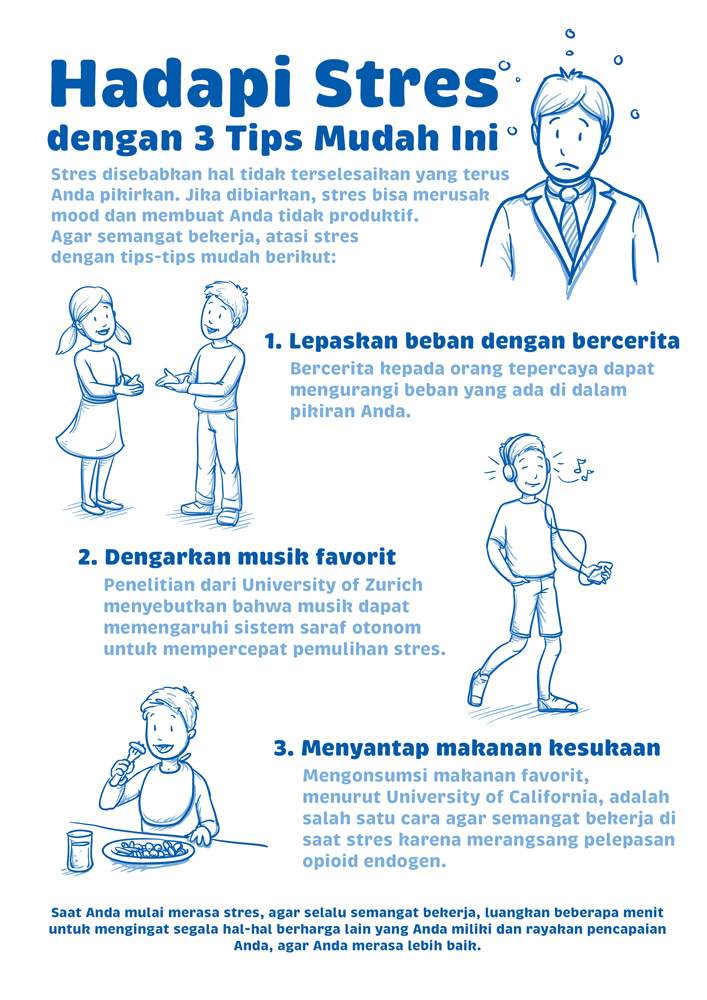 Hadapi Stres
dengan 3 Tips Mudah Ini
Stres disebabkan hal tidak terselesaikan yang terus
Anda pikirkan. Jika dibiarkan, stres bisa merusak
mood dan membuat Anda tidak produktif.
Agar semangat bekerja, atasi stres
dengan tips-tips mudah berikut:
1. Lepaskan beban dengan bercerita
Bercerita kepada orang tepercaya dapat
mengurangi beban yang ada di dalam
pikiran Anda.
2. Dengarkan musik favorit
Penelitian dari University of Zurich
menyebutkan bahwa musik dapat
memengaruhi sistem saraf otonom
untuk mempercepat pemulihan stres.
3. Menyantap makanan kesukaan
Mengonsumsi makanan favorit,
menurut University of California, adalah
salah satu cara agar semangat bekerja di
saat stres karena merangsang pelepasan
opioid endogen.
Saat Anda mulai merasa stres, agar selalu semangat bekerja, luangkan beberapa menit
untuk mengingat segala hal-hal berharga lain yang Anda miliki dan rayakan pencapaian
Anda, agar Anda merasa lebih baik.